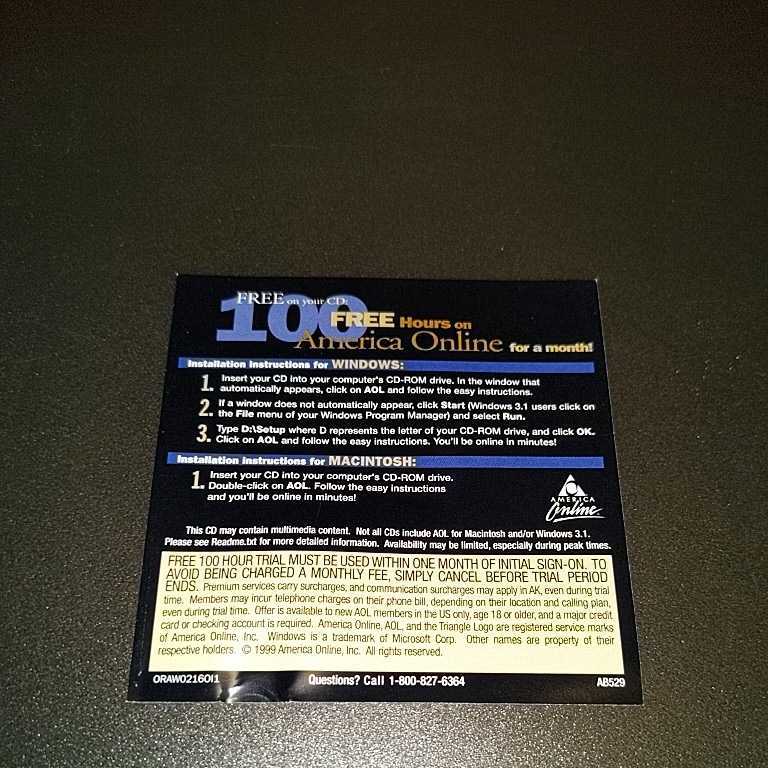 FREE on your CD:
100 FREE Hours on
America Online for a month!
Installation Instructions for WINDOWS:
1. Insert your CD into your computer's CD-ROM drive. In the window that
automatically appears, click on AOL and follow the easy instructions.
2. If a window does not automatically appear, click Start (Windows 3.1 users click on
the File menu of your Windows Program Manager) and select Run.
3. Type D:\Setup where D represents the letter of your CD-ROM drive, and click OK.
Click on AOL and follow the easy instructions. You'll be online in minutes!
Installation Instructions for MACINTOSH:
1. Insert your CD into your computer's CD-ROM drive.
Double-click on AOL. Follow the easy instructions
and you'll be online in minutes!
AMERICA
Online
This CD may contain multimedia content. Not all CDs include AOL for Macintosh and/or Windows 3.1.
Please see Readme.txt for more detailed information. Availability may be limited, especially during peak times.
FREE 100 HOUR TRIAL MUST BE USED WITHIN ONE MONTH OF INITIAL SIGN-ON. TO
AVOID BEING CHARGED A MONTHLY FEE, SIMPLY CANCEL BEFORE TRIAL PERIOD
ENDS. Premium services carry surcharges, and communication surcharges may apply in AK, even during trial
time. Members may incur telephone charges on their phone bill, depending on their location and calling plan,
even during trial time. Offer is available to new AOL members in the US only, age 18 or older, and a major credit
card or checking account is required. America Online, AOL, and the Triangle Logo are registered service marks
of America Online, Inc. Windows is a trademark of Microsoft Corp. Other names are property of their
respective holders. © 1999 America Online, Inc. All rights reserved.
ORAW0216OI1 Questions? Call 1-800-827-6364 AB529